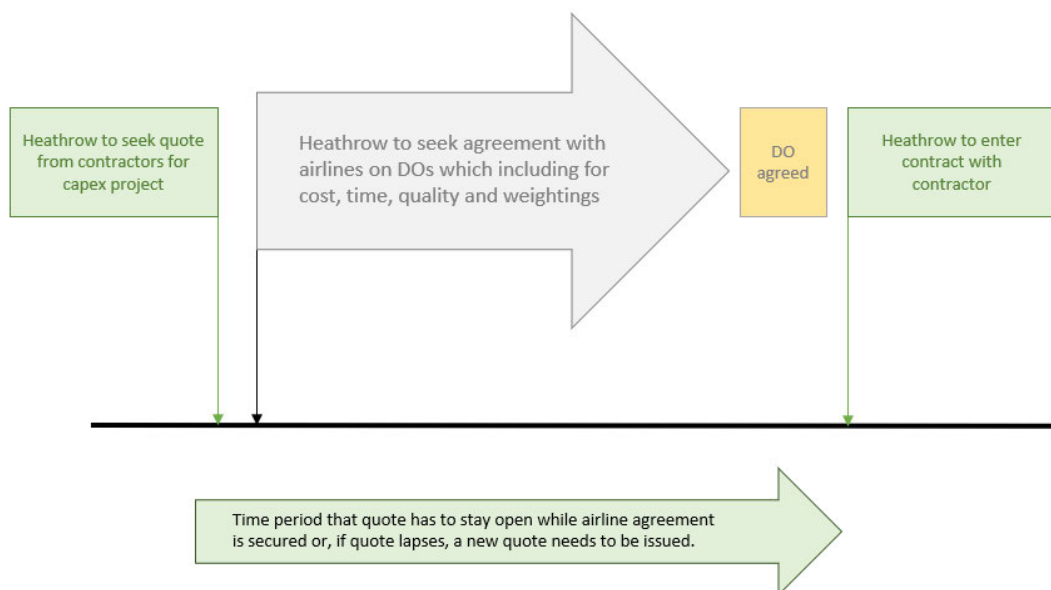 Heathrow to seek quote
from contractors for
capex project
Heathrow to seek agreement with
airlines on DOs which including for
cost, time, quality and weightings
DO
agreed
Heathrow to enter
contract with
contractor
Time period that quote has to stay open while airline agreement
is secured or, if quote lapses, a new quote needs to be issued.